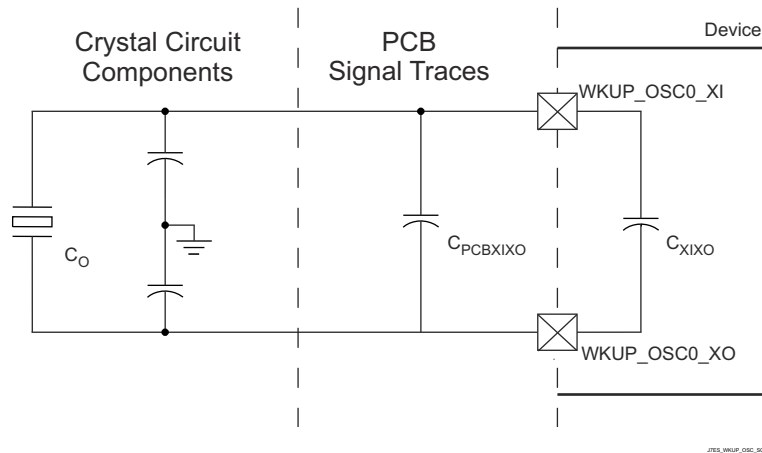 Crystal Circuit
Components
PCB
Signal Traces
Device
WKUP_OSC0_XI
C_O
C_PCBXIXO
C_XIXO
WKUP_OSC0_XO